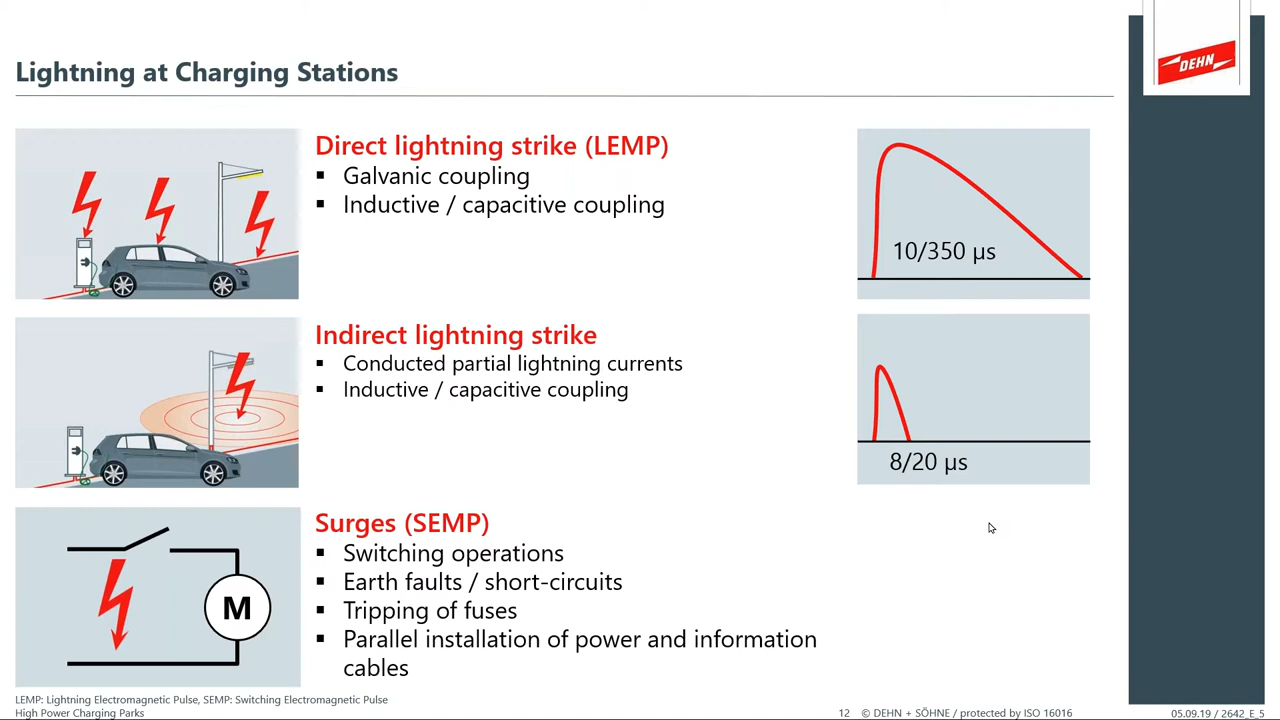 Lightning at Charging Stations
DEHN
Direct lightning strike (LEMP)
▪ Galvanic coupling
▪ Inductive / capacitive coupling
10/350 µs
Indirect lightning strike
▪ Conducted partial lightning currents
▪ Inductive / capacitive coupling
8/20 µs
Surges (SEMP)
▪ Switching operations
▪ Earth faults / short-circuits
▪ Tripping of fuses
▪ Parallel installation of power and information
cables
M
LEMP: Lightning Electromagnetic Pulse, SEMP: Switching Electromagnetic Pulse
High Power Charging Parks
12 © DEHN + SÖHNE / protected by ISO 16016
05.09.19 / 2642_E_5